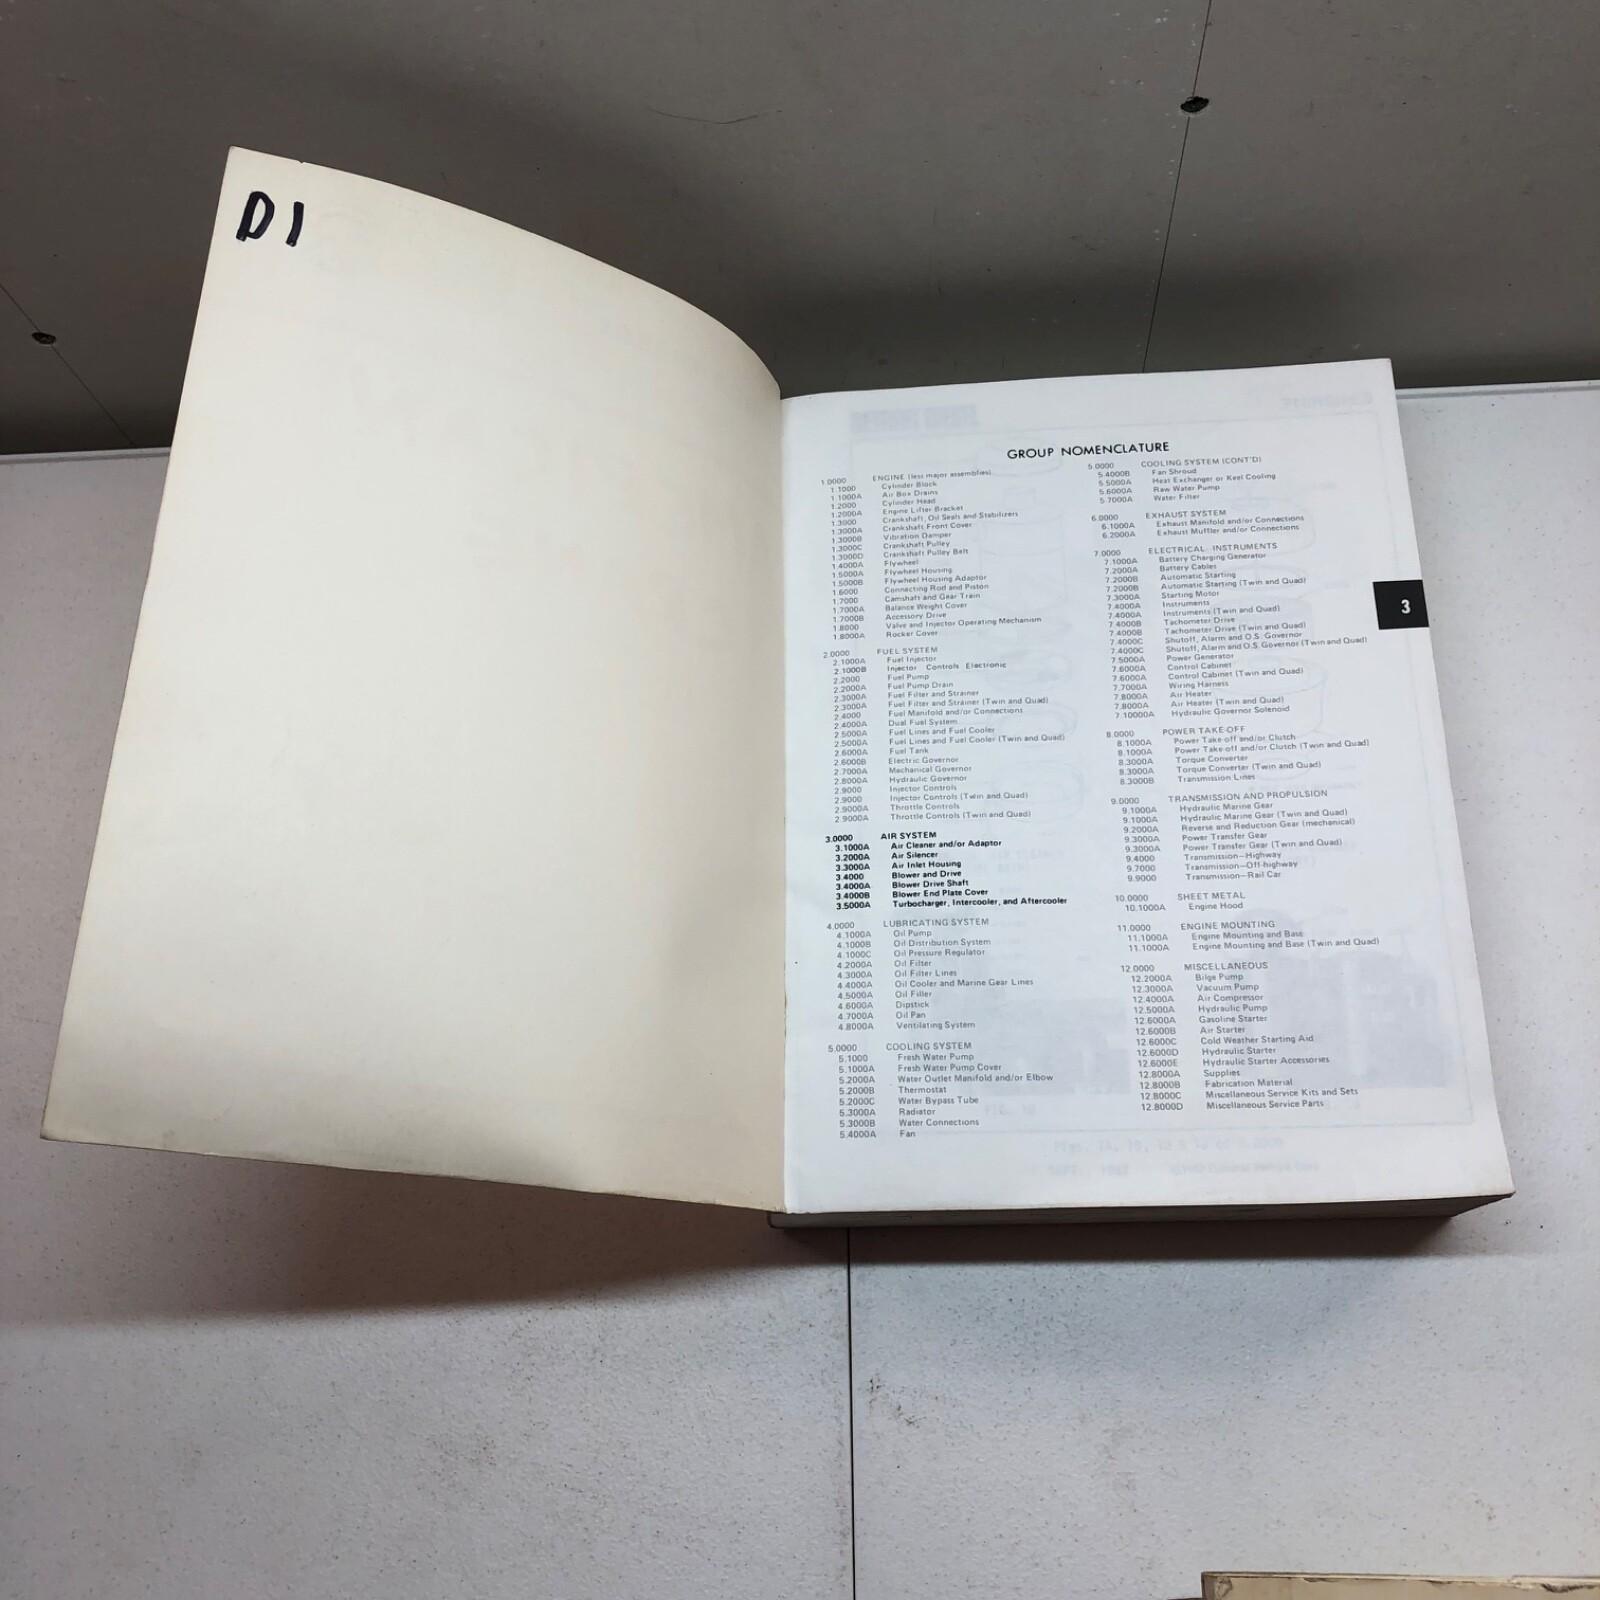 D1
GROUP NOMENCLATURE
1.0000 ENGINE (less major assemblies)
1.1000 Cylinder Block
1.1000A Air Box Drains
1.2000 Cylinder Head
1.2000A Engine Lifter Bracket
1.3000 Crankshaft, Oil Seals and Stabilizers
1.3000A Crankshaft Front Cover
1.3000B Vibration Damper
1.3000C Crankshaft Pulley
1.3000D Crankshaft Pulley Belt
1.4000A Flywheel
1.5000A Flywheel Housing
1.5000B Flywheel Housing Adaptor
1.6000 Connecting Rod and Piston
1.7000 Camshaft and Gear Train
1.7000A Balance Weight Cover
1.7000B Accessory Drive
1.8000 Valve and Injector Operating Mechanism
1.8000A Rocker Cover
2.0000 FUEL SYSTEM
2.1000A Fuel Injector
2.1000B Injector Controls Electronic
2.2000 Fuel Pump
2.2000A Fuel Pump Drain
2.3000A Fuel Filter and Strainer
2.3000A Fuel Filter and Strainer (Twin and Quad)
2.4000 Fuel Manifold and/or Connections
2.4000A Dual Fuel System
2.5000A Fuel Lines and Fuel Cooler
2.5000A Fuel Lines and Fuel Cooler (Twin and Quad)
2.6000A Fuel Tank
2.6000B Electric Governor
2.7000A Mechanical Governor
2.8000A Hydraulic Governor
2.9000 Injector Controls
2.9000 Injector Controls (Twin and Quad)
2.9000A Throttle Controls
2.9000A Throttle Controls (Twin and Quad)
3.0000 AIR SYSTEM
3.1000A Air Cleaner and/or Adaptor
3.2000A Air Silencer
3.3000A Air Inlet Housing
3.4000 Blower and Drive
3.4000A Blower Drive Shaft
3.4000B Blower End Plate Cover
3.5000A Turbocharger, Intercooler, and Aftercooler
4.0000 LUBRICATING SYSTEM
4.1000A Oil Pump
4.1000B Oil Distribution System
4.1000C Oil Pressure Regulator
4.2000A Oil Filter
4.3000A Oil Filter Lines
4.4000A Oil Cooler and Marine Gear Lines
4.5000A Oil Filler
4.6000A Dipstick
4.7000A Oil Pan
4.8000A Ventilating System
5.0000 COOLING SYSTEM
5.1000 Fresh Water Pump
5.1000A Fresh Water Pump Cover
5.2000A Water Outlet Manifold and/or Elbow
5.2000B Thermostat
5.2000C Water Bypass Tube
5.3000A Radiator
5.3000B Water Connections
5.4000A Fan
5.0000 COOLING SYSTEM (CONT'D)
5.4000B Fan Shroud
5.5000A Heat Exchanger or Keel Cooling
5.6000A Raw Water Pump
5.7000A Water Filter
6.0000 EXHAUST SYSTEM
6.1000A Exhaust Manifold and/or Connections
6.2000A Exhaust Muffler and/or Connections
7.0000 ELECTRICAL INSTRUMENTS
7.1000A Battery Charging Generator
7.2000A Battery Cables
7.2000B Automatic Starting
7.2000B Automatic Starting (Twin and Quad)
7.3000A Starting Motor
7.4000A Instruments
7.4000A Instruments (Twin and Quad)
7.4000B Tachometer Drive
7.4000B Tachometer Drive (Twin and Quad)
7.4000C Shutoff, Alarm and O.S. Governor
7.4000C Shutoff, Alarm and O.S. Governor (Twin and Quad)
7.5000A Power Generator
7.6000A Control Cabinet
7.6000A Control Cabinet (Twin and Quad)
7.7000A Wiring Harness
7.8000A Air Heater
7.8000A Air Heater (Twin and Quad)
7.10000A Hydraulic Governor Solenoid
8.0000 POWER TAKE-OFF
8.1000A Power Take-off and/or Clutch
8.1000A Power Take-off and/or Clutch (Twin and Quad)
8.3000A Torque Converter
8.3000A Torque Converter (Twin and Quad)
8.3000B Transmission Lines
9.0000 TRANSMISSION AND PROPULSION
9.1000A Hydraulic Marine Gear
9.1000A Hydraulic Marine Gear (Twin and Quad)
9.2000A Reverse and Reduction Gear (mechanical)
9.3000A Power Transfer Gear
9.3000A Power Transfer Gear (Twin and Quad)
9.4000 Transmission—Highway
9.7000 Transmission—Off-highway
9.9000 Transmission—Rail Car
10.0000 SHEET METAL
10.1000A Engine Hood
11.0000 ENGINE MOUNTING
11.1000A Engine Mounting and Base
11.1000A Engine Mounting and Base (Twin and Quad)
12.0000 MISCELLANEOUS
12.2000A Bilge Pump
12.3000A Vacuum Pump
12.4000A Air Compressor
12.5000A Hydraulic Pump
12.6000A Gasoline Starter
12.6000B Air Starter
12.6000C Cold Weather Starting Aid
12.6000D Hydraulic Starter
12.6000E Hydraulic Starter Accessories
12.8000A Supplies
12.8000B Fabrication Material
12.8000C Miscellaneous Service Kits and Sets
12.8000D Miscellaneous Service Parts
3